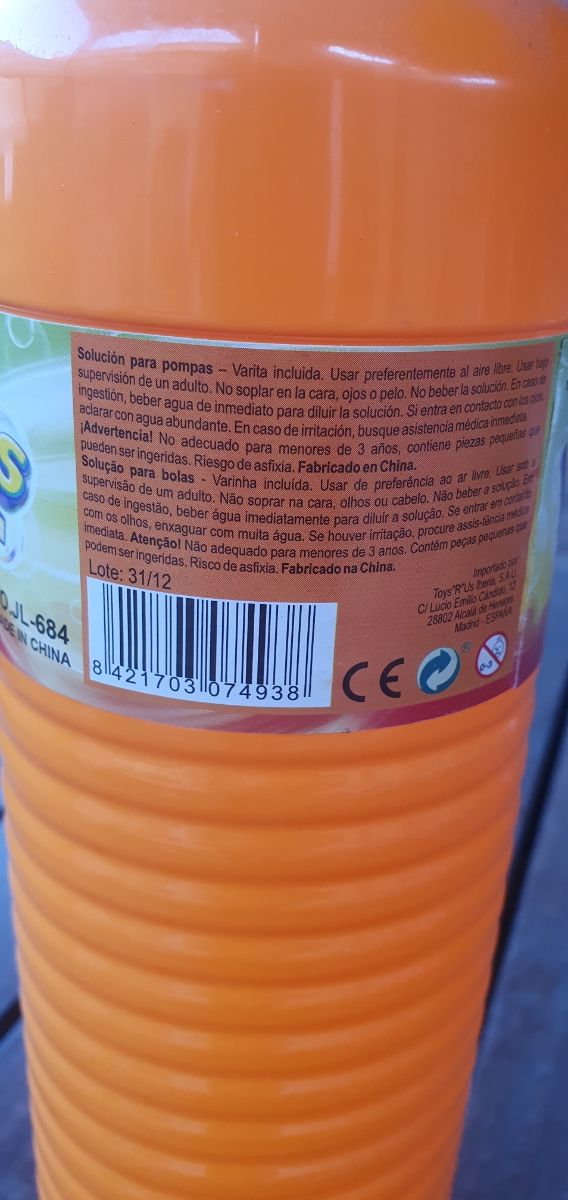 Solución para pompas – Varita incluida. Usar preferentemente al aire libre. Usar bajo
supervisión de un adulto. No soplar en la cara, ojos o pelo. No beber la solución. En caso de
ingestión, beber agua de inmediato para diluir la solución. Si entra en contacto con los ojos,
aclarar con agua abundante. En caso de irritación, busque asistencia médica inmediata.
¡Advertencia! No adecuado para menores de 3 años, contiene piezas pequeñas que
pueden ser ingeridas. Riesgo de asfixia. Fabricado en China.
Solução para bolas - Varinha incluída. Usar de preferência ao ar livre. Usar sob a
supervisão de um adulto. Não soprar na cara, olhos ou cabelo. Não beber a solução. Em
caso de ingestão, beber água imediatamente para diluir a solução. Se entrar em contacto
com os olhos, enxaguar com muita água. Se houver irritação, procure assis-tência médica
imediata. Atenção! Não adequado para menores de 3 anos. Contém peças pequenas que
podem ser ingeridas. Risco de asfixia. Fabricado na China.
Lote: 31/12
Importado por:
Toys"R"Us Iberia, S.A.U.
C/ Lucio Emilio Cándido, 12
28802 Alcalá de Henares
Madrid - ESPAÑA
O.JL-684
ADE IN CHINA
8 421703 074938
CE
®
0-3
S